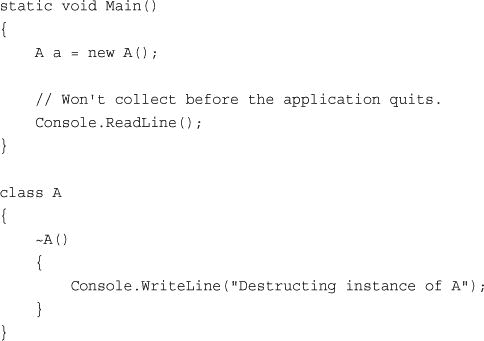 static void Main()
{
    A a = new A();

    // Won't collect before the application quits.
    Console.ReadLine();
}

class A
{
    ~A()
    {
        Console.WriteLine("Destructing instance of A");
    }
}